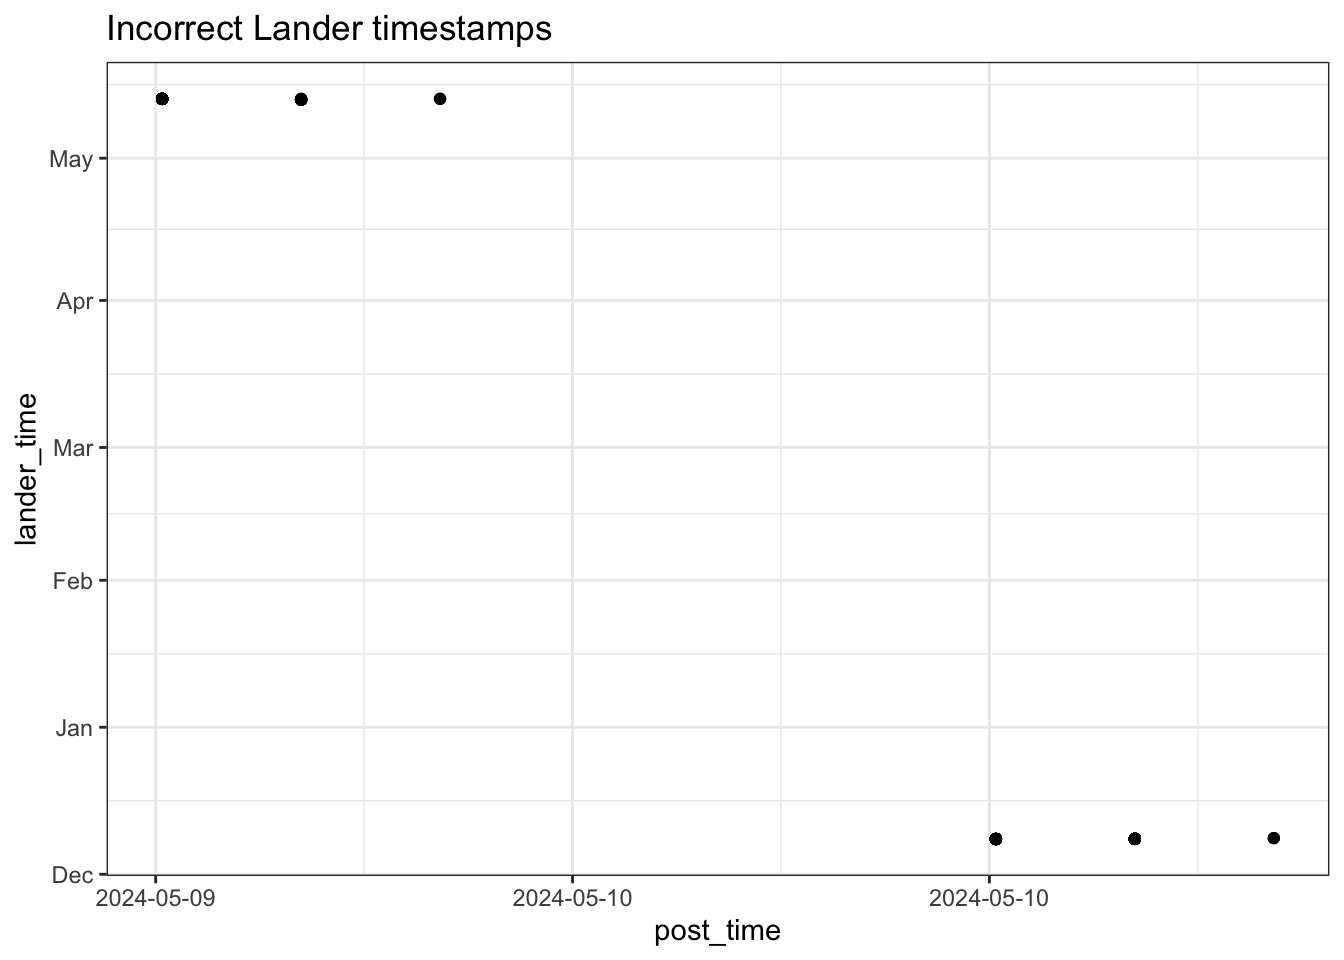 Incorrect Lander timestamps
May
Apr
Mar
Feb
Jan
Dec
lander_time
2024-05-09 2024-05-10 2024-05-10
post_time